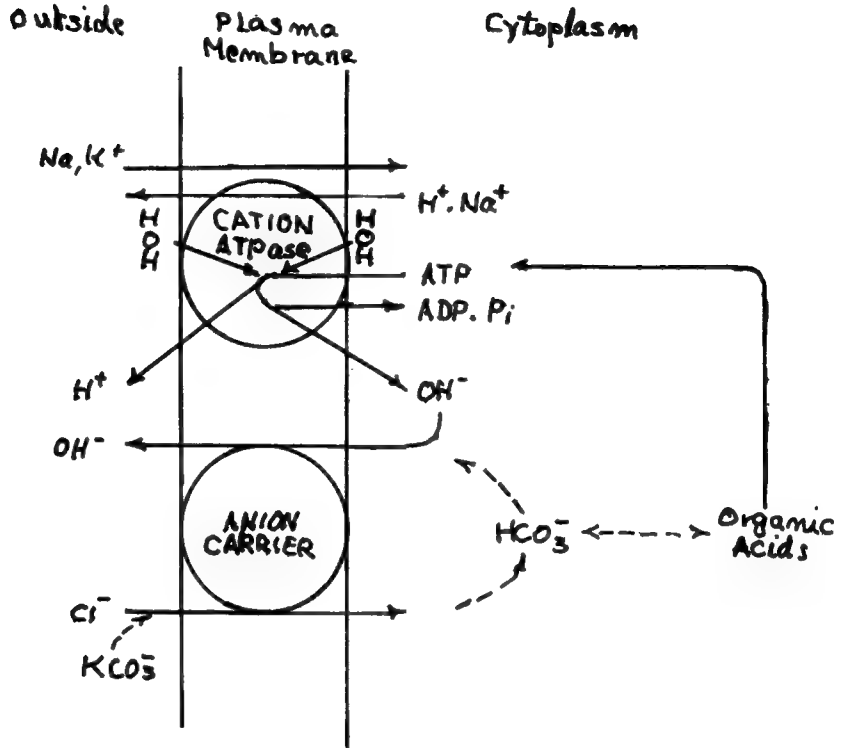 Outside
Plasma
Membrane
Cytoplasm
Na, K⁺
H⁺. Na⁺
H
O
H
CATION
ATPase
H
O
H
ATP
ADP. Pi
H⁺
OH⁻
OH⁻
ANION
CARRIER
HCO₃⁻
Organic
Acids
Cl⁻
KCO₃⁻